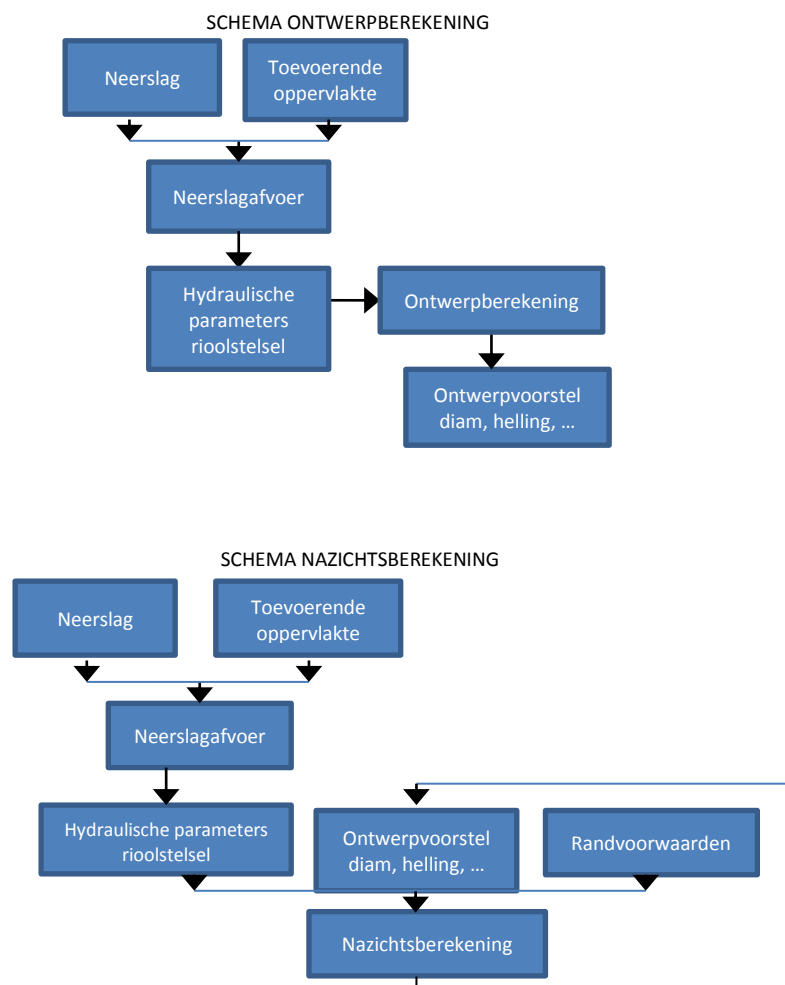 SCHEMA ONTWERPBEREKENING
Neerslag
Toevoerende
oppervlakte
Neerslagafvoer
Hydraulische
parameters
rioolstelsel
Ontwerpberekening
Ontwerpvoorstel
diam, helling, …
SCHEMA NAZICHTSBEREKENING
Neerslag
Toevoerende
oppervlakte
Neerslagafvoer
Hydraulische parameters
rioolstelsel
Ontwerpvoorstel
diam, helling, …
Randvoorwaarden
Nazichtsberekening